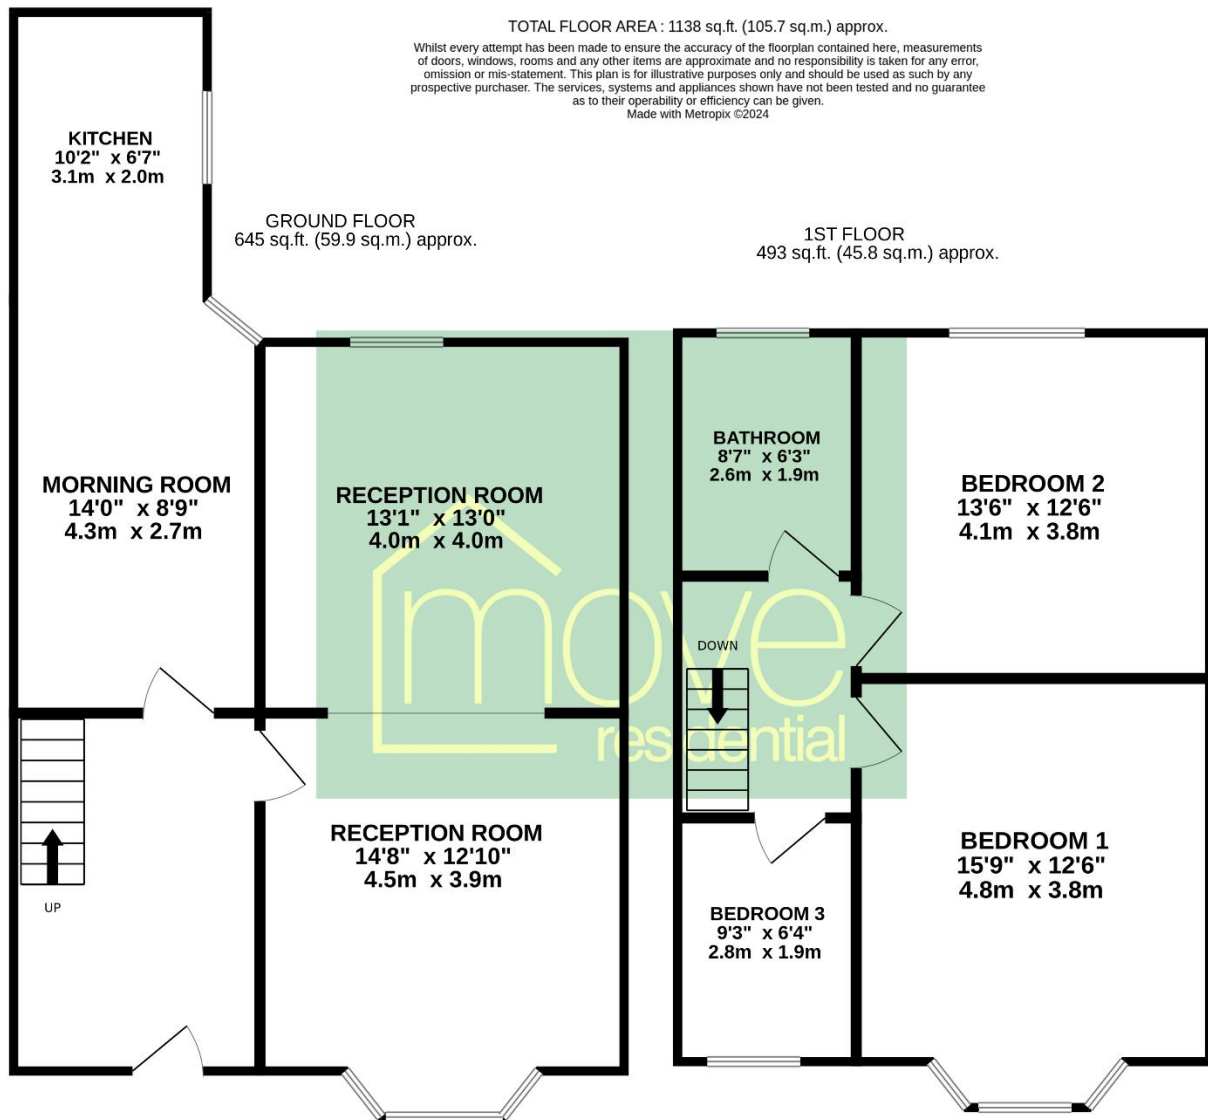 TOTAL FLOOR AREA : 1138 sq.ft. (105.7 sq.m.) approx.
Whilst every attempt has been made to ensure the accuracy of the floorplan contained here, measurements
of doors, windows, rooms and any other items are approximate and no responsibility is taken for any error,
omission or mis-statement. This plan is for illustrative purposes only and should be used as such by any
prospective purchaser. The services, systems and appliances shown have not been tested and no guarantee
as to their operability or efficiency can be given.
Made with Metropix ©2024
KITCHEN
10'2" x 6'7"
3.1m x 2.0m
GROUND FLOOR
645 sq.ft. (59.9 sq.m.) approx.
1ST FLOOR
493 sq.ft. (45.8 sq.m.) approx.
MORNING ROOM
14'0" x 8'9"
4.3m x 2.7m
RECEPTION ROOM
13'1" x 13'0"
4.0m x 4.0m
BATHROOM
8'7" x 6'3"
2.6m x 1.9m
BEDROOM 2
13'6" x 12'6"
4.1m x 3.8m
move
residential
DOWN
UP
RECEPTION ROOM
14'8" x 12'10"
4.5m x 3.9m
BEDROOM 3
9'3" x 6'4"
2.8m x 1.9m
BEDROOM 1
15'9" x 12'6"
4.8m x 3.8m